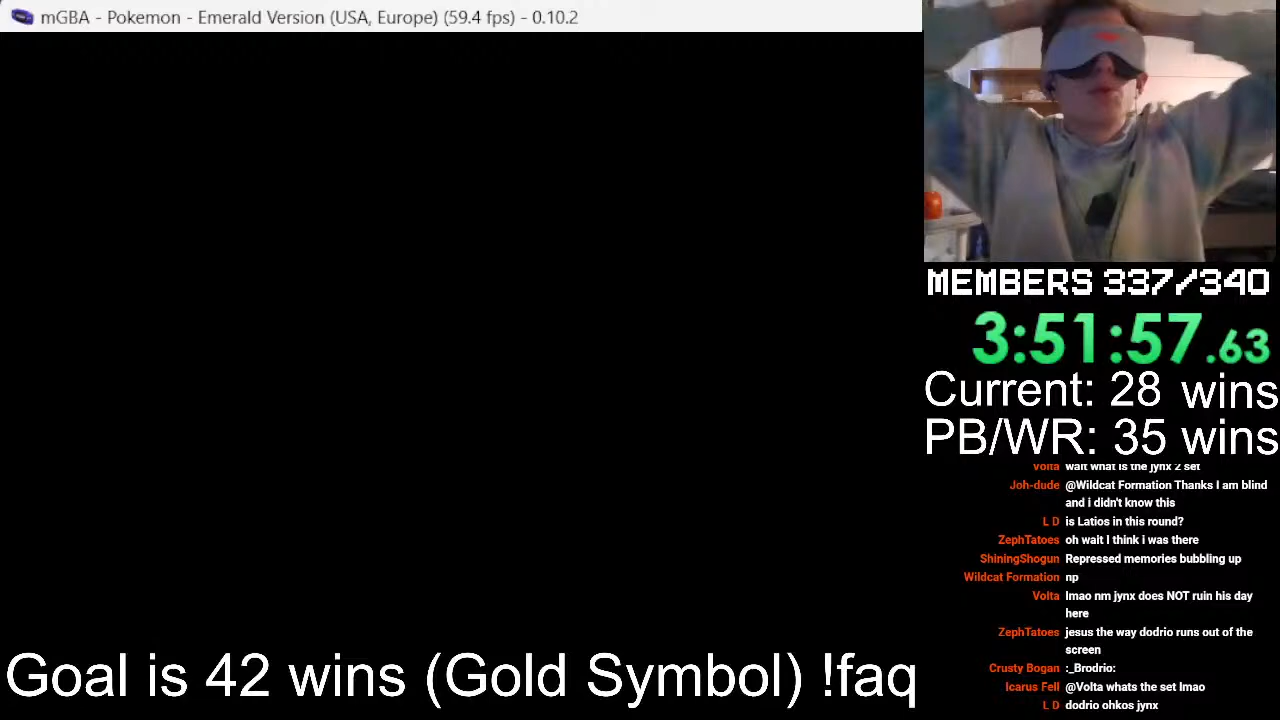 mGBA - Pokemon - Emerald Version (USA, Europe) (59.4 fps) - 0.10.2
MEMBERS 337/340
3:51:57.63
Current: 28 wins
PB/WR: 35 wins
Volta wait what is the jynx 2 set
Joh-dude @Wildcat Formation Thanks I am blind
and i didn't know this
L D is Latios in this round?
ZephTatoes oh wait I think i was there
ShiningShogun Repressed memories bubbling up
Wildcat Formation np
Volta lmao nm jynx does NOT ruin his day
here
ZephTatoes jesus the way dodrio runs out of the
screen
Crusty Bogan :_Brodrio:
Icarus Fell @Volta whats the set lmao
L D dodrio ohkos jynx
Goal is 42 wins (Gold Symbol) !faq